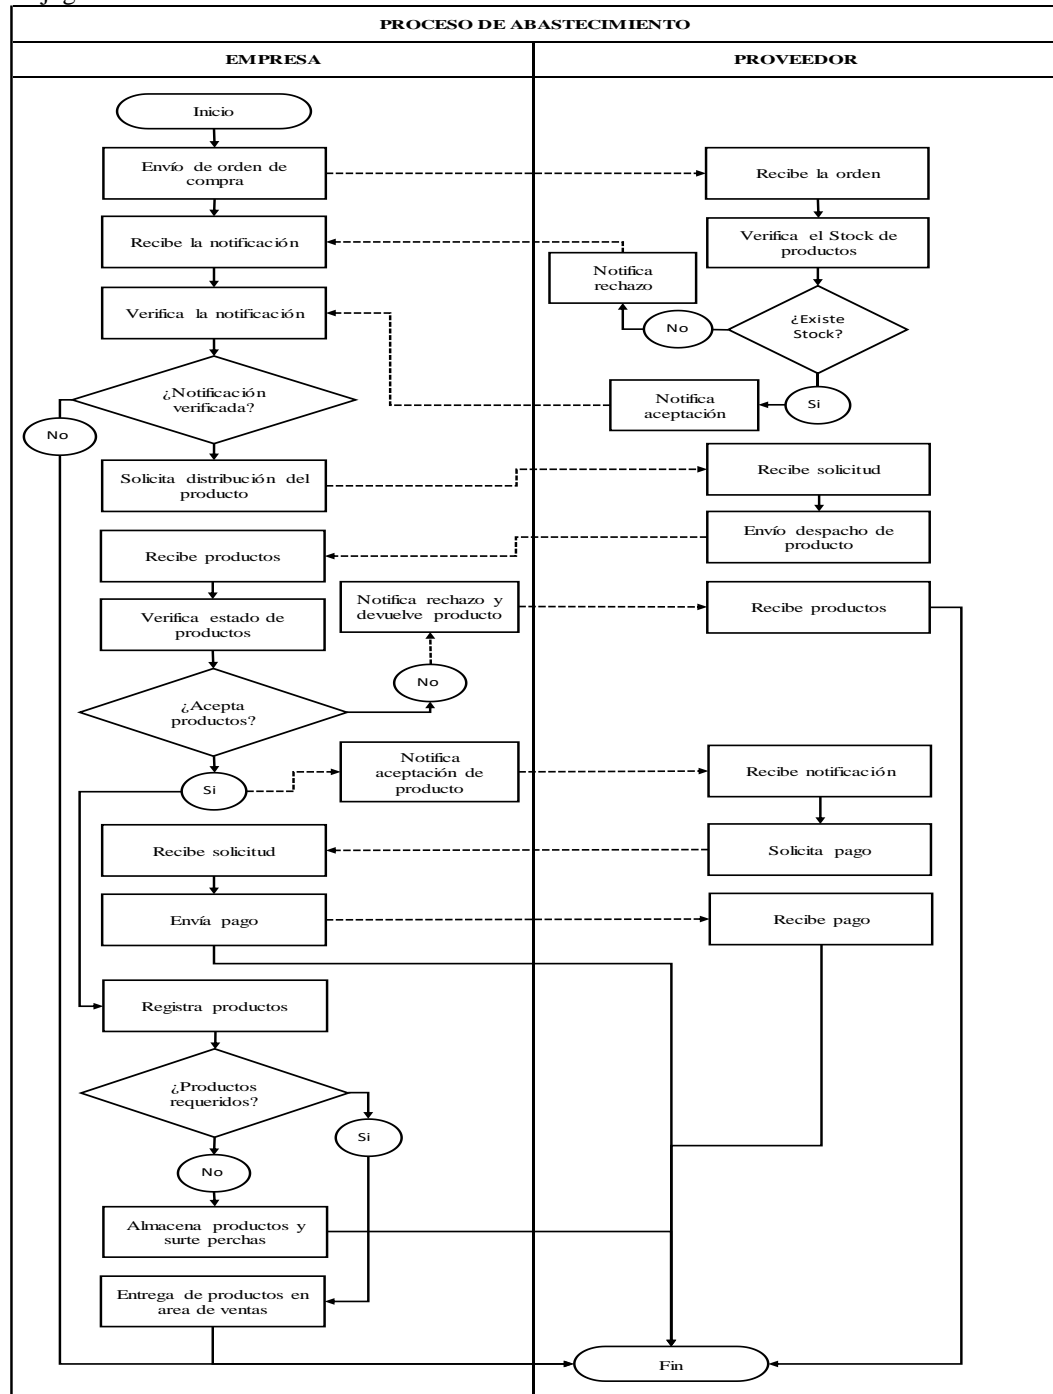 PROCESO DE ABASTECIMIENTO
EMPRESA
PROVEEDOR
Inicio
Envío de orden de
compra
Recibe la orden
Recibe la notificación
Verifica el Stock de
productos
Notifica
rechazo
Verifica la notificación
No
¿Existe
Stock?
¿Notificación
verificada?
Notifica
aceptación
Si
No
Solicita distribución del
producto
Recibe solicitud
Envío despacho de
producto
Recibe productos
Notifica rechazo y
devuelve producto
Recibe productos
Verifica estado de
productos
No
¿Acepta
productos?
Notifica
aceptación de
producto
Recibe notificación
Si
Recibe solicitud
Solicita pago
Envía pago
Recibe pago
Registra productos
¿Productos
requeridos?
Si
No
Almacena productos y
surte perchas
Entrega de productos en
area de ventas
Fin